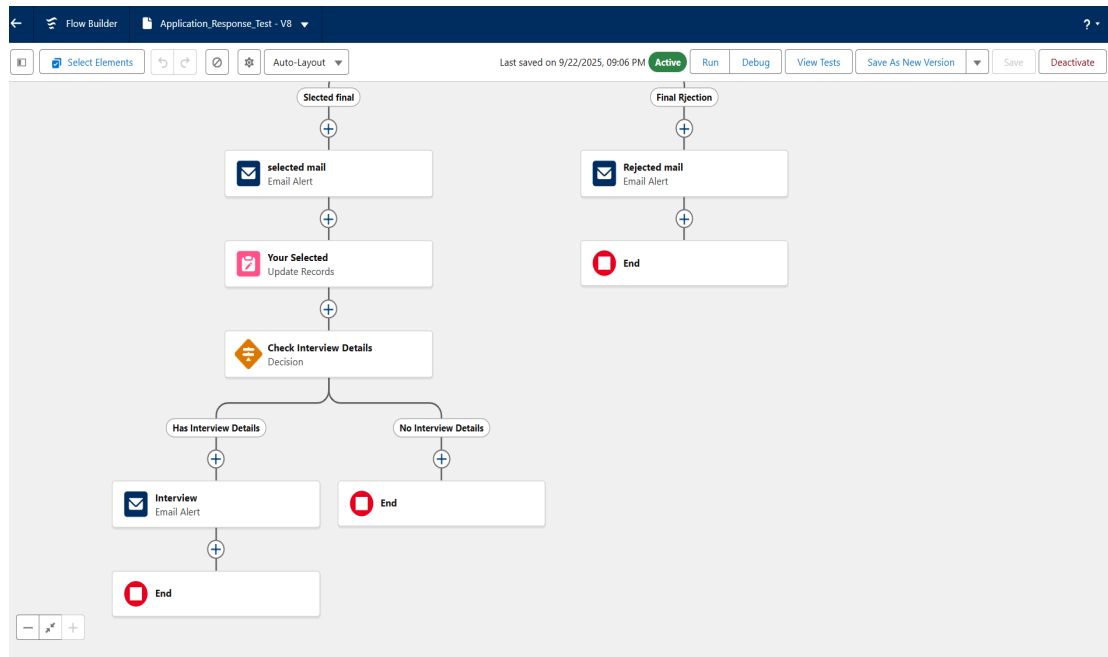 Flow Builder
Application_Response_Test - V8
?
Select Elements
Auto-Layout
Last saved on 9/22/2025, 09:06 PM
Active
Run
Debug
View Tests
Save As New Version
Save
Deactivate
Slected final
Final Rjection
selected mail
Email Alert
Rejected mail
Email Alert
Your Selected
Update Records
End
Check Interview Details
Decision
Has Interview Details
No Interview Details
Interview
Email Alert
End
End